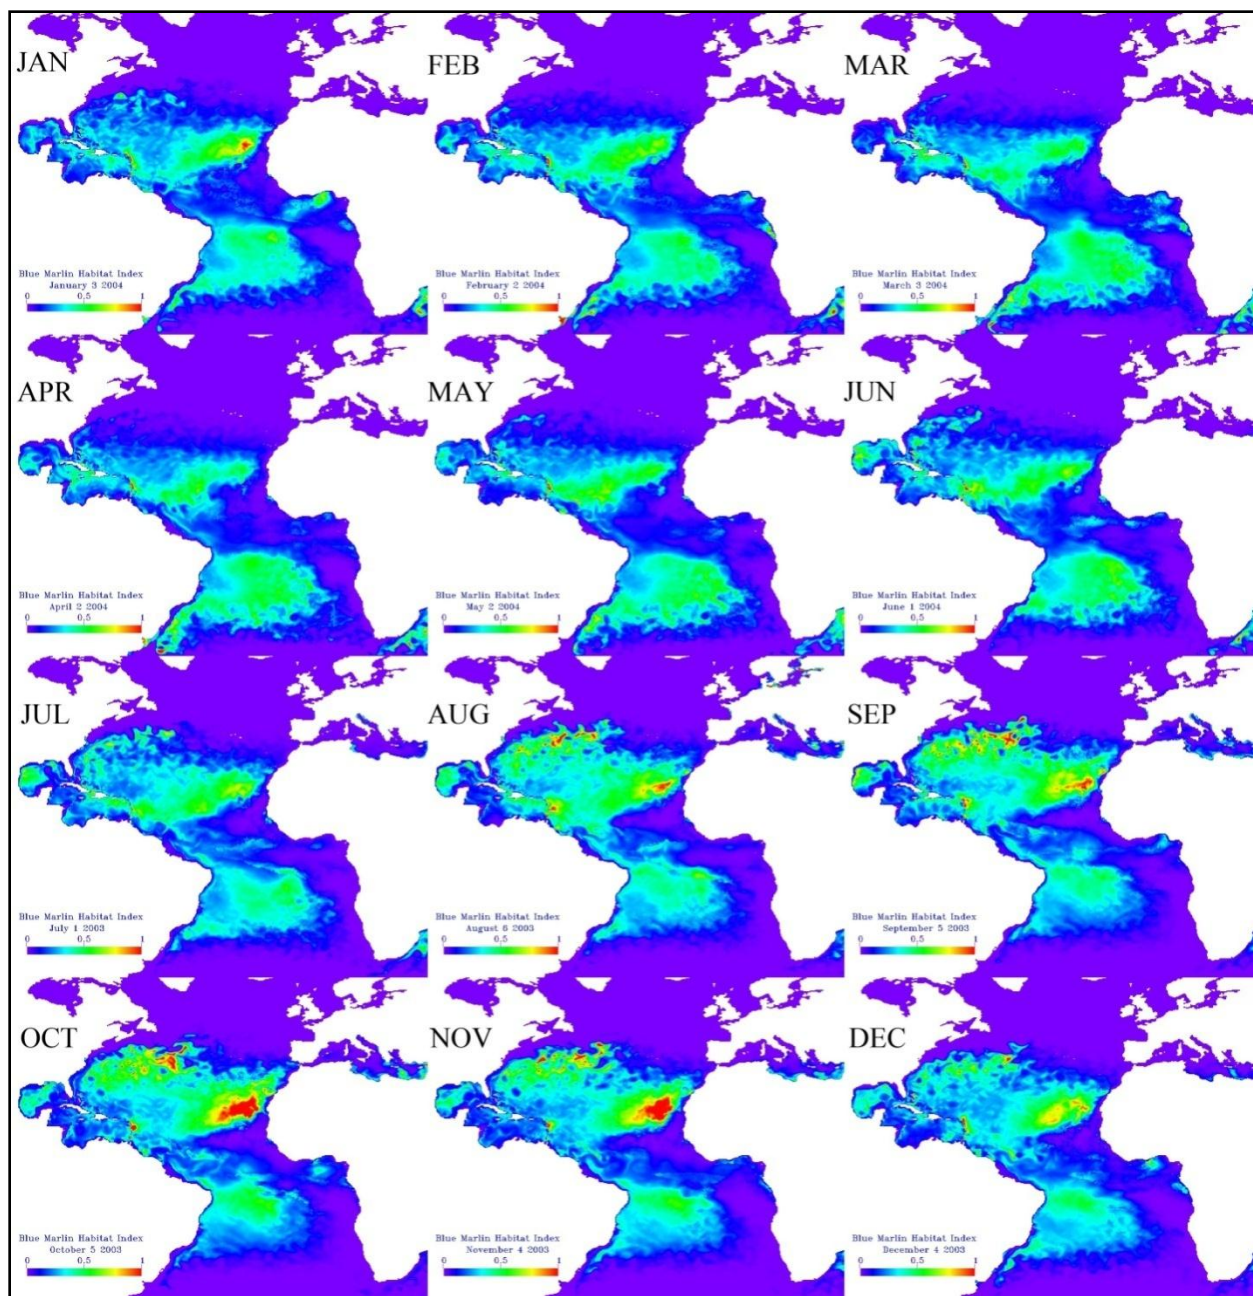 JAN
Blue Marlin Habitat Index
January 3 2004
0 0.5 1
FEB
Blue Marlin Habitat Index
February 2 2004
0 0.5 1
MAR
Blue Marlin Habitat Index
March 3 2004
0 0.5 1
APR
Blue Marlin Habitat Index
April 2 2004
0 0.5 1
MAY
Blue Marlin Habitat Index
May 2 2004
0 0.5 1
JUN
Blue Marlin Habitat Index
June 1 2004
0 0.5 1
JUL
Blue Marlin Habitat Index
July 1 2003
0 0.5 1
AUG
Blue Marlin Habitat Index
August 6 2003
0 0.5 1
SEP
Blue Marlin Habitat Index
September 5 2003
0 0.5 1
OCT
Blue Marlin Habitat Index
October 5 2003
0 0.5 1
NOV
Blue Marlin Habitat Index
November 4 2003
0 0.5 1
DEC
Blue Marlin Habitat Index
December 4 2003
0 0.5 1